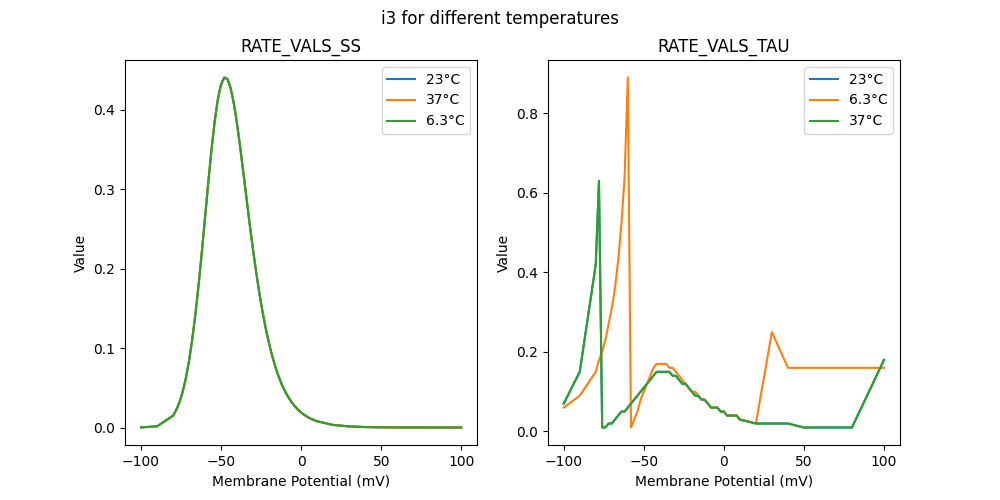 i3 for different temperatures
RATE_VALS_SS
23°C
37°C
6.3°C
Value
0.4
0.3
0.2
0.1
0.0
−100
−50
0
50
100
Membrane Potential (mV)
RATE_VALS_TAU
23°C
6.3°C
37°C
Value
0.8
0.6
0.4
0.2
0.0
−100
−50
0
50
100
Membrane Potential (mV)